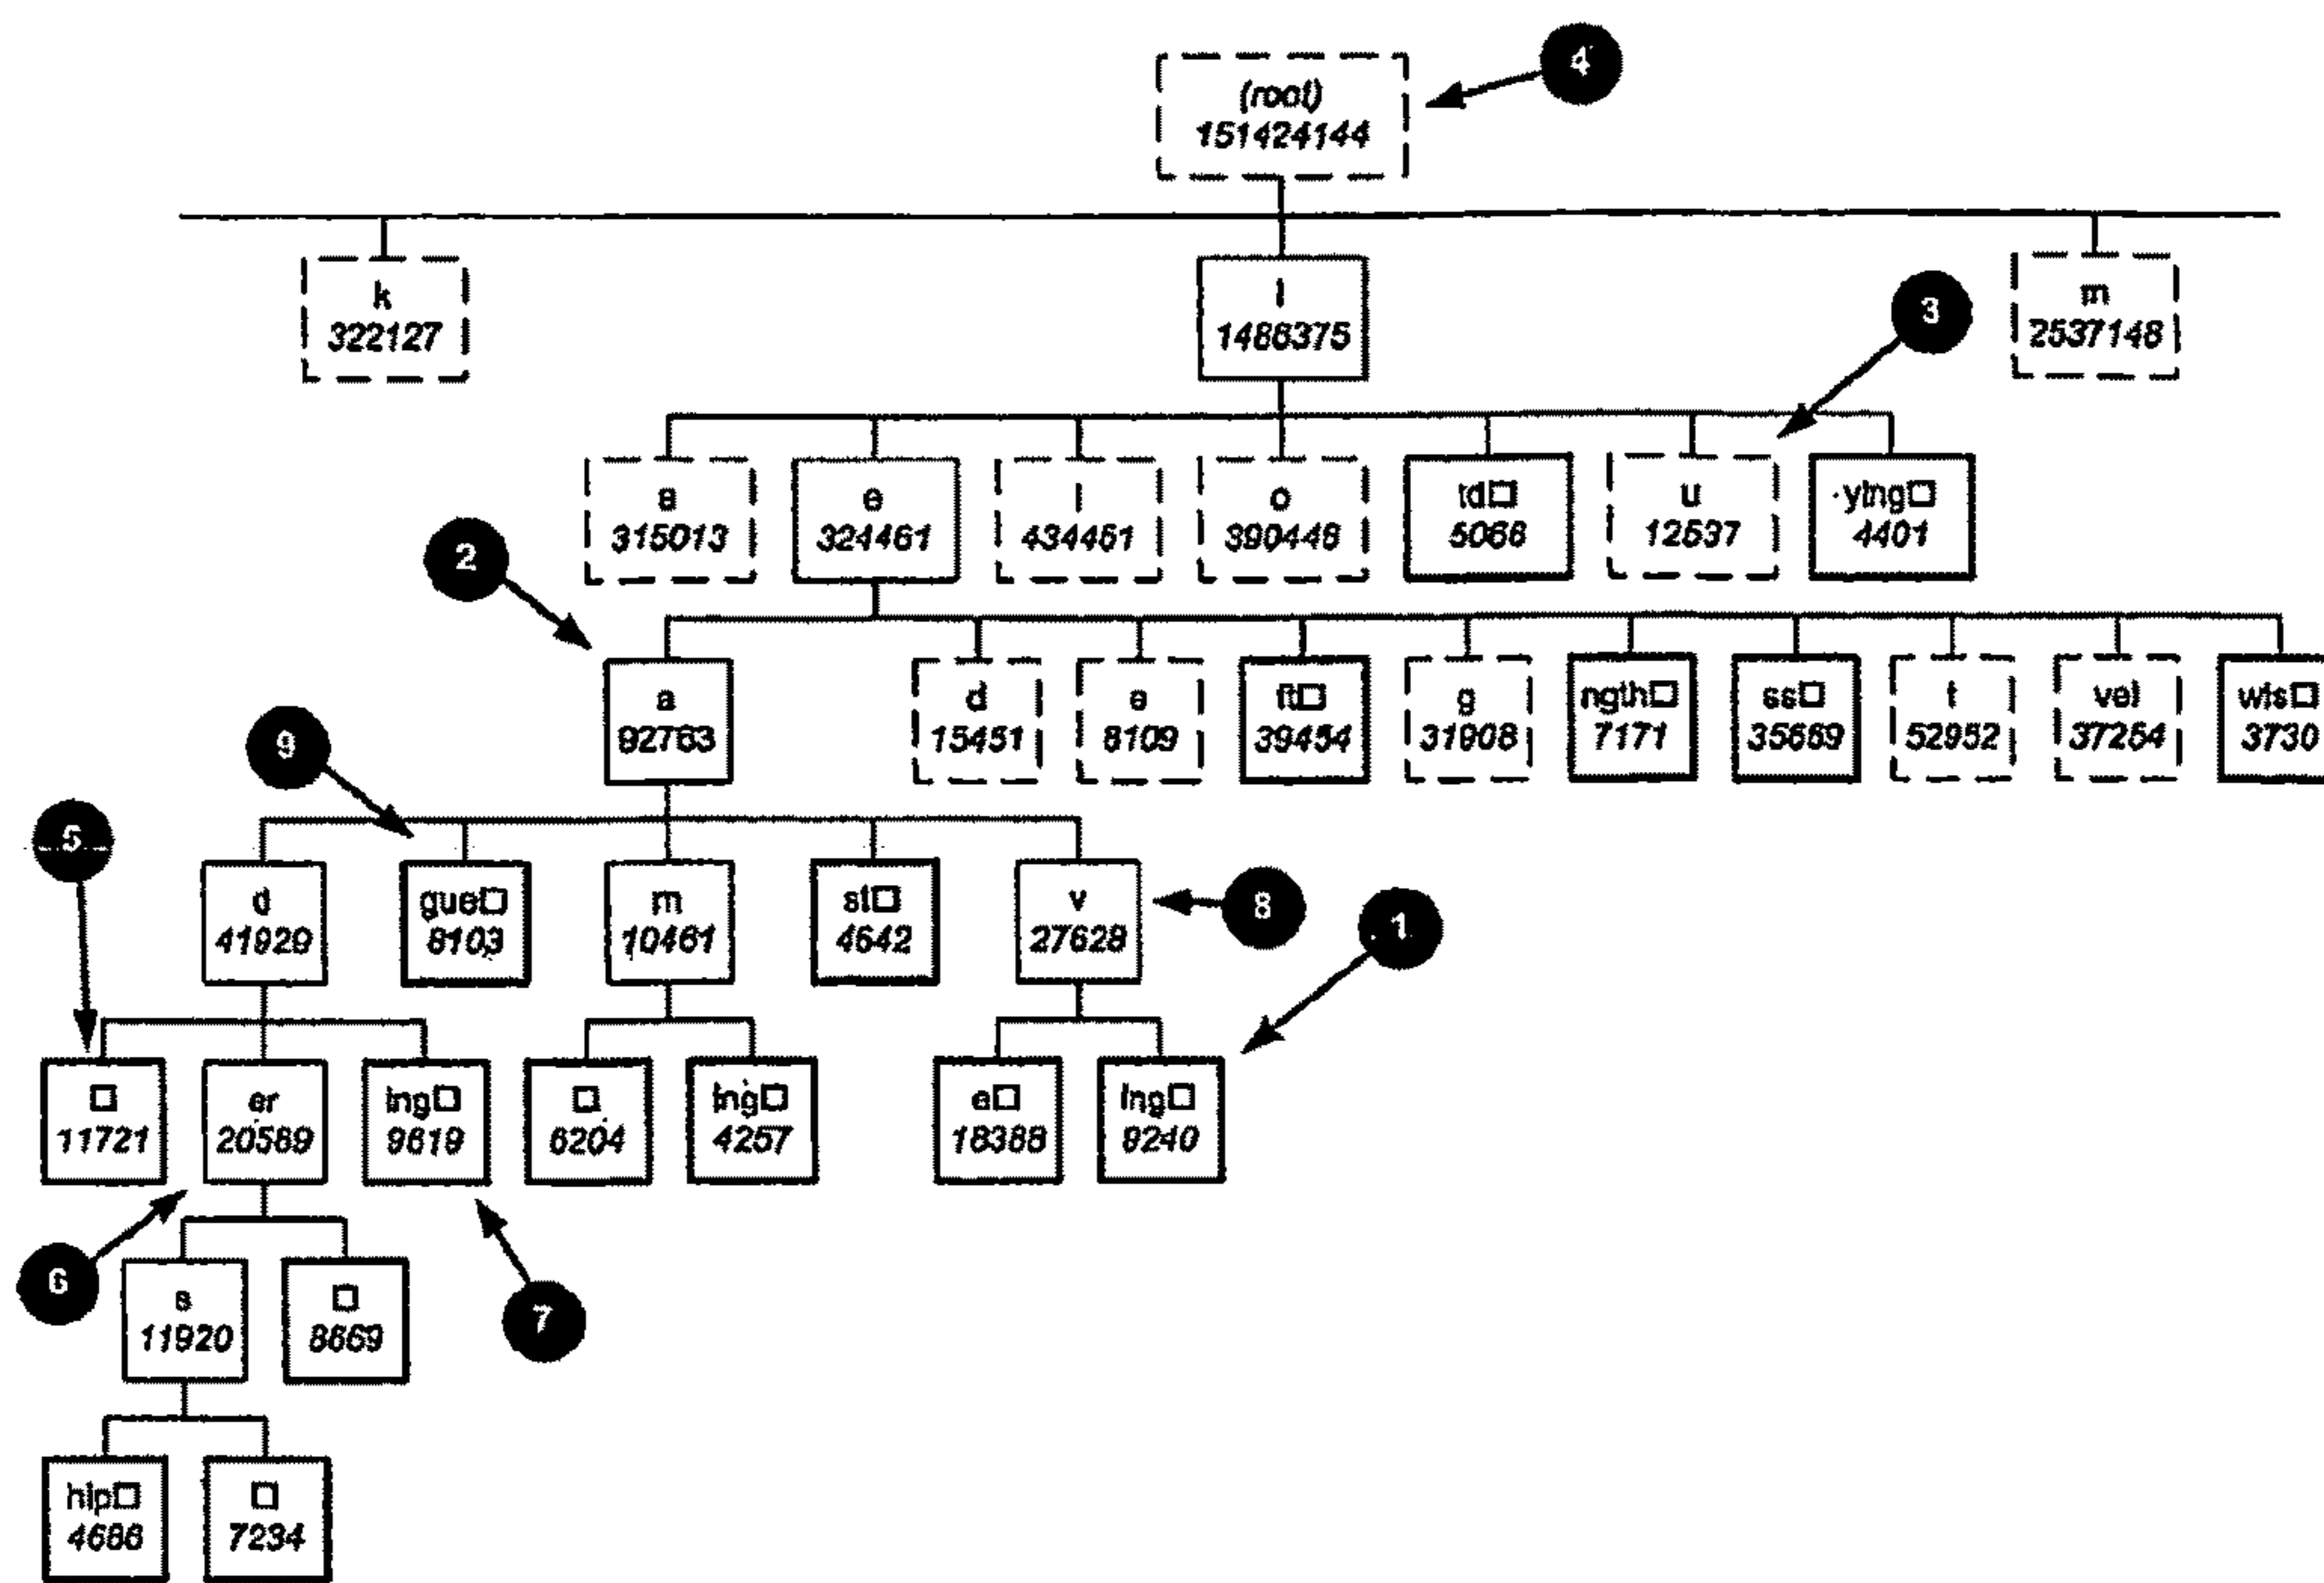 4
(root)
151424144
k
322127
l
1486375
m
2537148
3
a
315013
e
324461
i
434451
o
390446
td□
5066
u
12537
ying□
4401
2
a
92763
d
15451
e
8109
ft□
39454
g
31908
ngth□
7171
ss□
35669
t
52952
vel
37254
wis□
3730
9
5
d
41929
gue□
8103
m
10461
st□
4642
v
27628
8
1
□
11721
er
20589
ing□
9619
□
6204
ing□
4257
e□
18388
ing□
9240
6
7
s
11920
□
8669
hip□
4686
□
7234